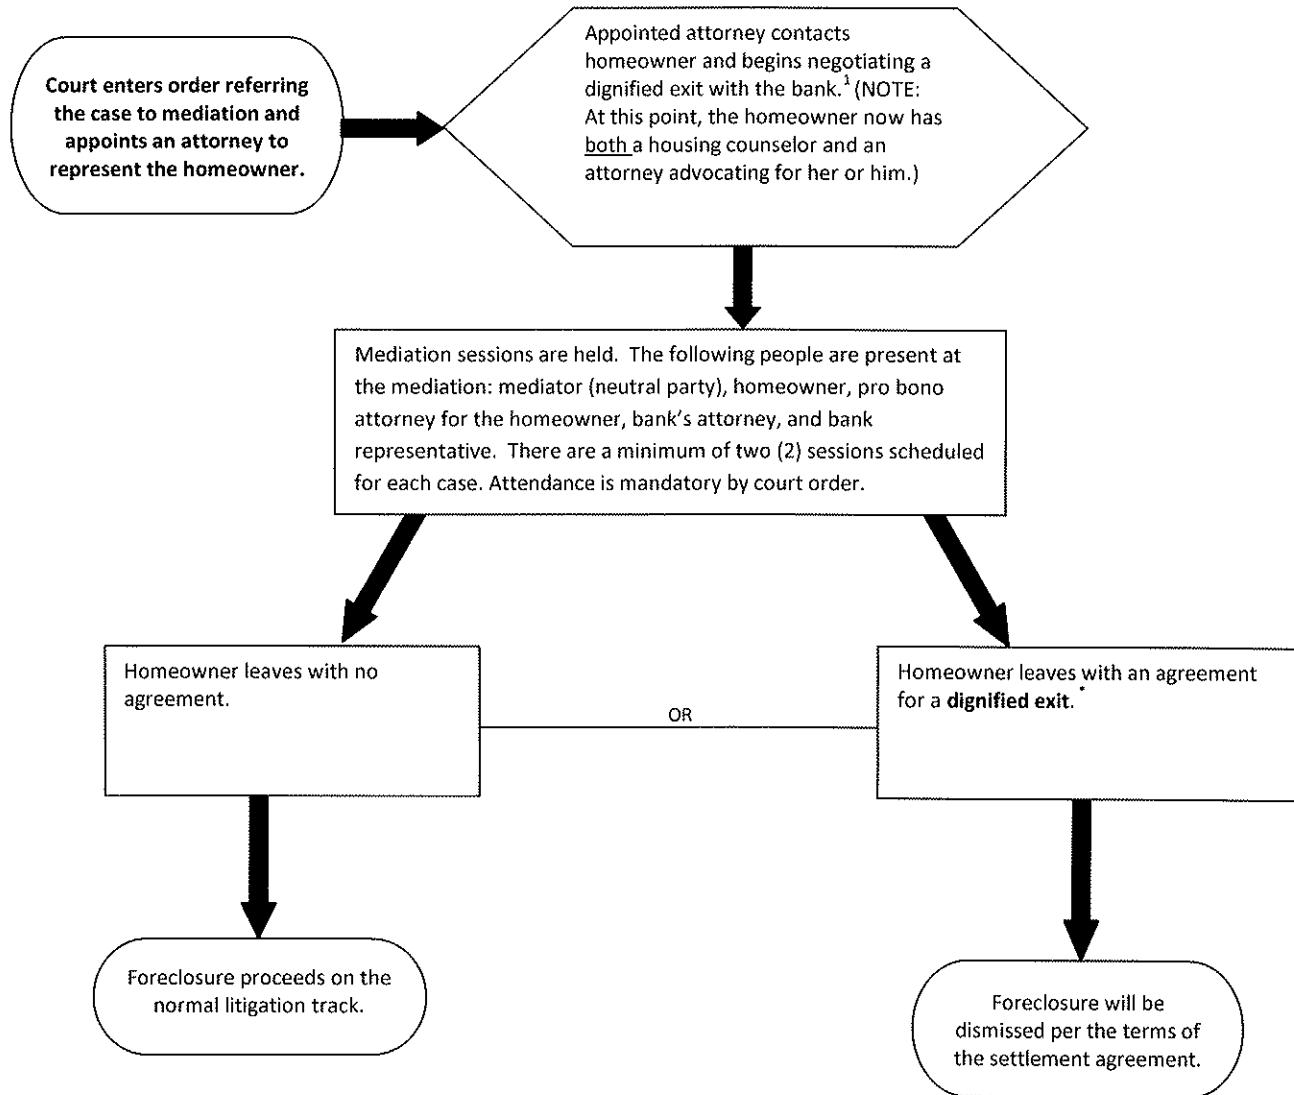 Court enters order referring
the case to mediation and
appoints an attorney to
represent the homeowner.
Appointed attorney contacts
homeowner and begins negotiating a
dignified exit with the bank.1 (NOTE:
At this point, the homeowner now has
both a housing counselor and an
attorney advocating for her or him.)
Mediation sessions are held. The following people are present at
the mediation: mediator (neutral party), homeowner, pro bono
attorney for the homeowner, bank's attorney, and bank
representative. There are a minimum of two (2) sessions scheduled
for each case. Attendance is mandatory by court order.
Homeowner leaves with no
agreement.
OR
Homeowner leaves with an agreement
for a dignified exit.*
Foreclosure proceeds on the
normal litigation track.
Foreclosure will be
dismissed per the terms of
the settlement agreement.